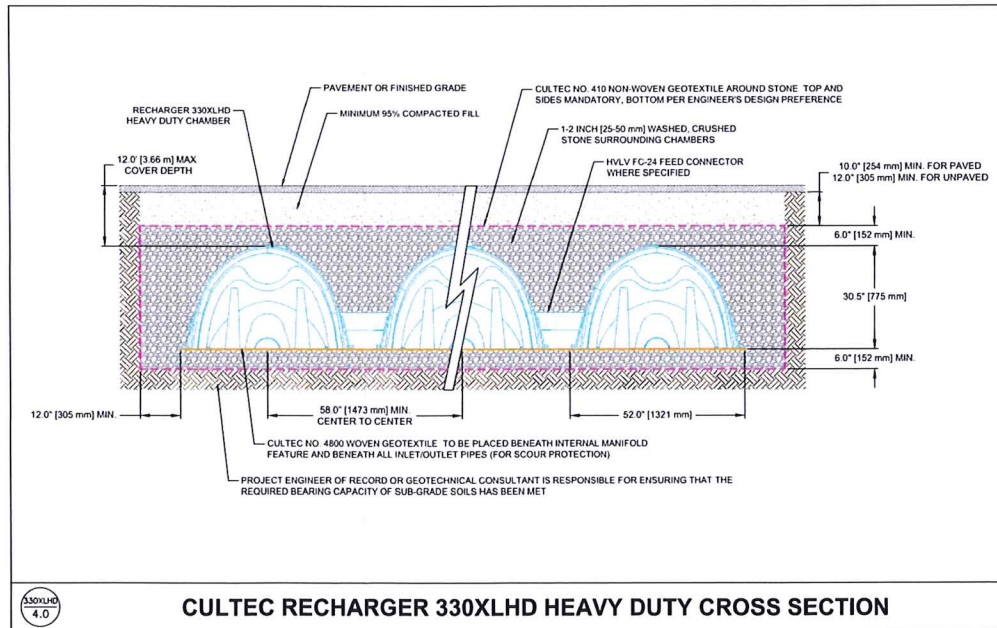 PAVEMENT OR FINISHED GRADE
CULTEC NO. 410 NON-WOVEN GEOTEXTILE AROUND STONE TOP AND
SIDES MANDATORY, BOTTOM PER ENGINEER'S DESIGN PREFERENCE
RECHARGER 330XLHD
HEAVY DUTY CHAMBER
MINIMUM 95% COMPACTED FILL
1-2 INCH [25-50 mm] WASHED, CRUSHED
STONE SURROUNDING CHAMBERS
12.0' [3.66 m] MAX
COVER DEPTH
HVLV FC-24 FEED CONNECTOR
WHERE SPECIFIED
10.0" [254 mm] MIN. FOR PAVED
12.0" [305 mm] MIN. FOR UNPAVED
6.0" [152 mm] MIN.
30.5" [775 mm]
6.0" [152 mm] MIN.
12.0" [305 mm] MIN.
58.0" [1473 mm] MIN.
CENTER TO CENTER
52.0" [1321 mm]
CULTEC NO. 4800 WOVEN GEOTEXTILE TO BE PLACED BENEATH INTERNAL MANIFOLD
FEATURE AND BENEATH ALL INLET/OUTLET PIPES (FOR SCOUR PROTECTION)
PROJECT ENGINEER OF RECORD OR GEOTECHNICAL CONSULTANT IS RESPONSIBLE FOR ENSURING THAT THE
REQUIRED BEARING CAPACITY OF SUB-GRADE SOILS HAS BEEN MET
330XLHD
4.0
CULTEC RECHARGER 330XLHD HEAVY DUTY CROSS SECTION